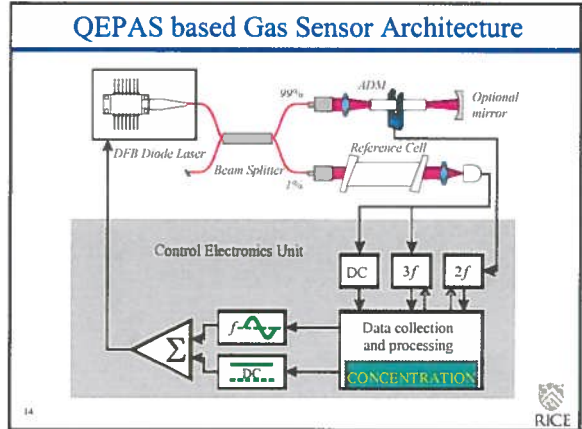 QEPAS based Gas Sensor Architecture
99%
ADM
Optional
mirror
DFB Diode Laser
Beam Splitter
1%
Reference Cell
Control Electronics Unit
DC
3f
2f
f
Σ
DC
Data collection
and processing
CONCENTRATION
14
RICE